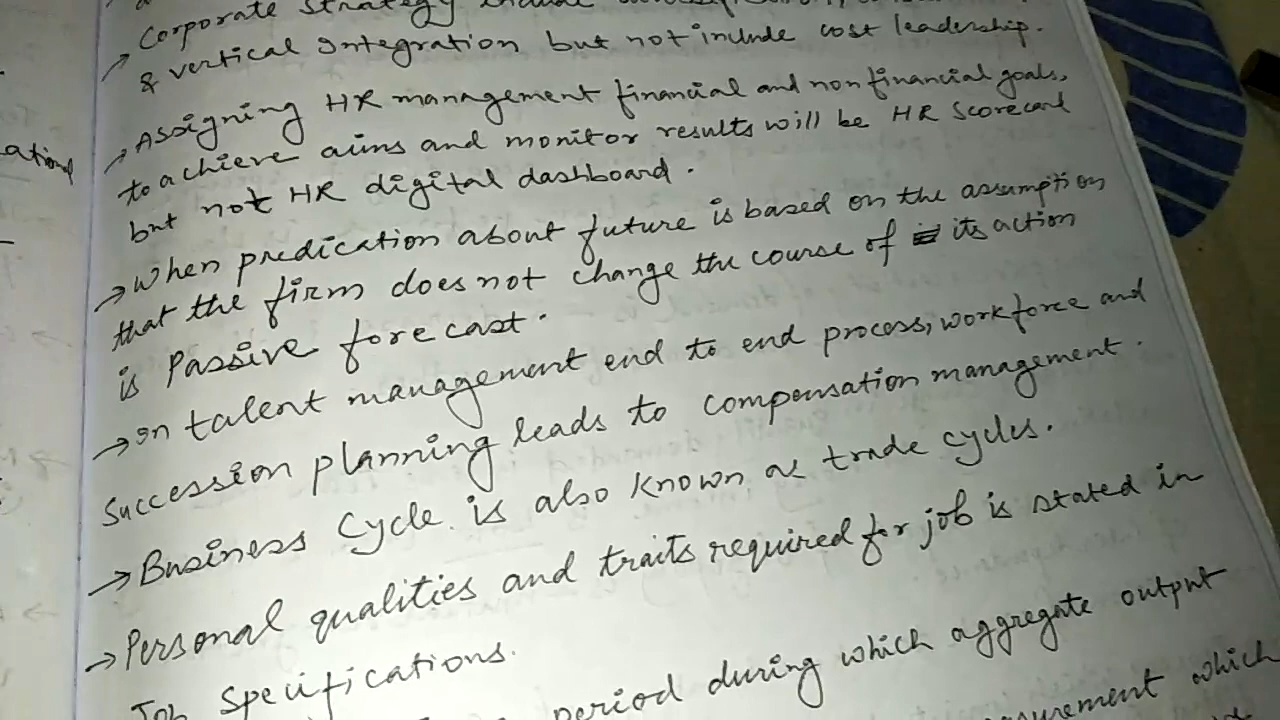 → Corporate strategy include
& vertical Integration but not include cost leadership.
→ Assigning HR management financial and non financial goals,
to achieve aims and monitor results will be HR Scorecard
but not HR digital dashboard.
→ When predication about future is based on the assumption
that the firm does not change the course of its action
is Passive forecast.
→ In talent management end to end process, workforce and
Succession planning leads to compensation management.
→ Business Cycle is also known as trade cycles.
→ Personal qualities and traits required for job is stated in
Job Specifications.
period during which aggregate output
which